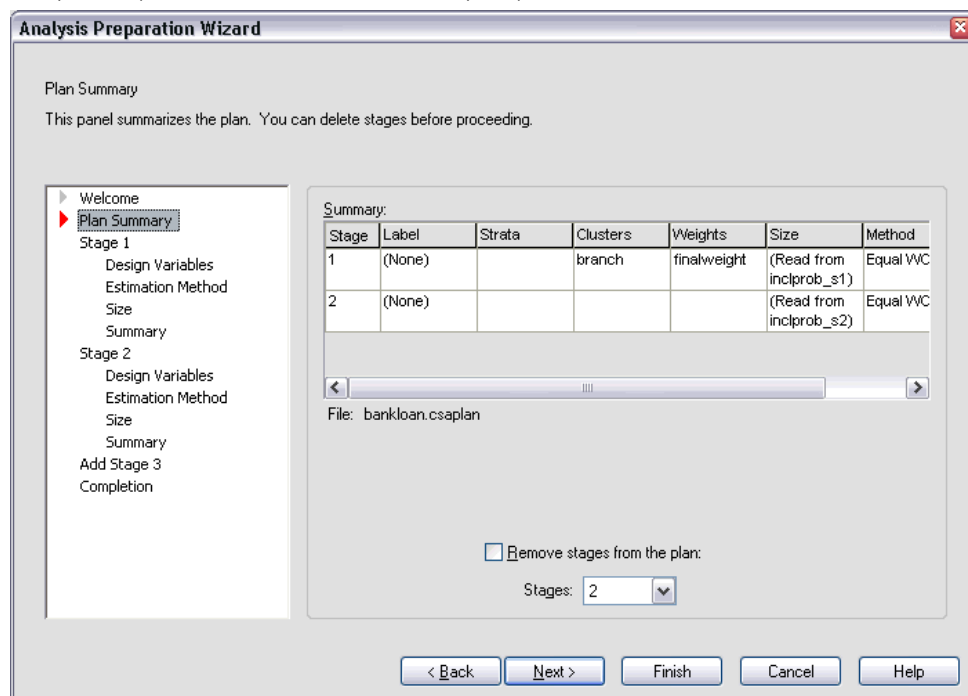 Analysis Preparation Wizard
Plan Summary
This panel summarizes the plan. You can delete stages before proceeding.
Welcome
Plan Summary
Stage 1
Design Variables
Estimation Method
Size
Summary
Stage 2
Design Variables
Estimation Method
Size
Summary
Add Stage 3
Completion
Summary:
Stage Label Strata Clusters Weights Size Method
1 (None) branch finalweight (Read from Equal WO
inclprob_s1)
2 (None) (Read from Equal WO
inclprob_s2)
File: bankloan.csaplan
Remove stages from the plan:
Stages: 2
< Back Next > Finish Cancel Help